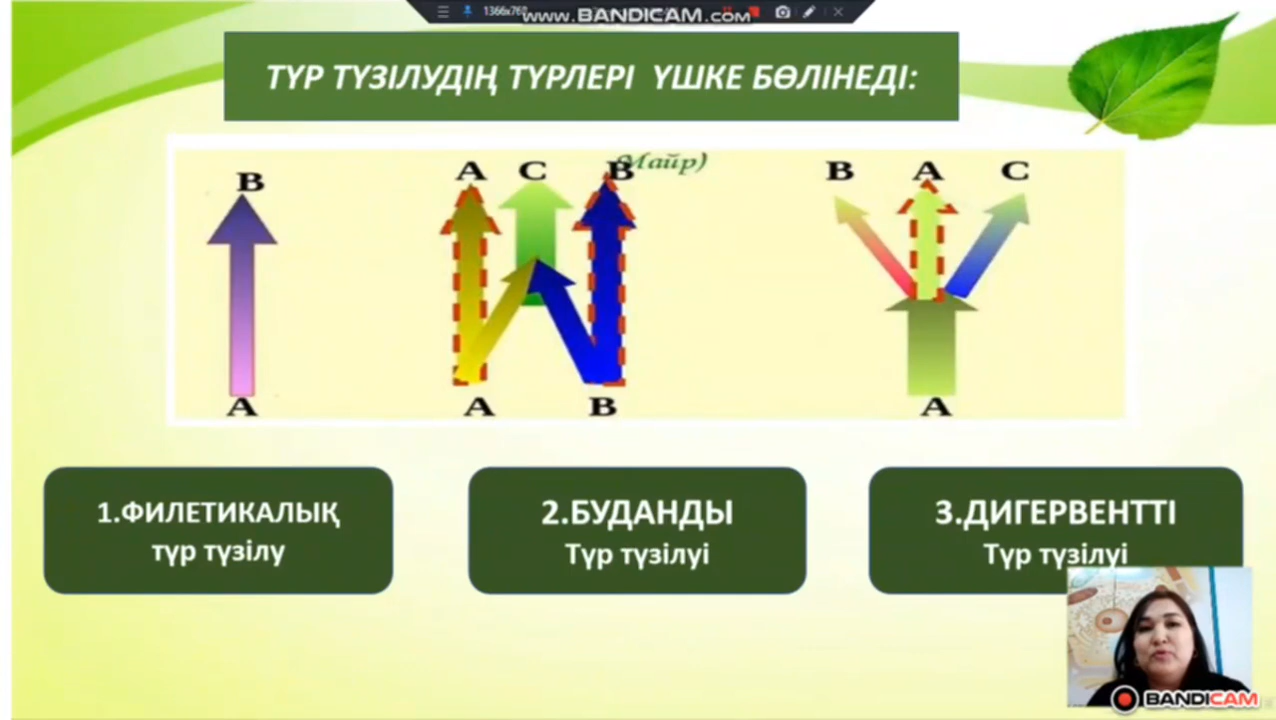 1366x768
www.BANDICAM.com
ТҮР ТҮЗІЛУДІҢ ТҮРЛЕРІ ҮШКЕ БӨЛІНЕДІ:
Майр)
B A C B B A C
A A B A
1.ФИЛЕТИКАЛЫҚ
түр түзілу
2.БУДАНДЫ
Түр түзілуі
3.ДИГЕРВЕНТТІ
Түр түзілуі
BANDICAM